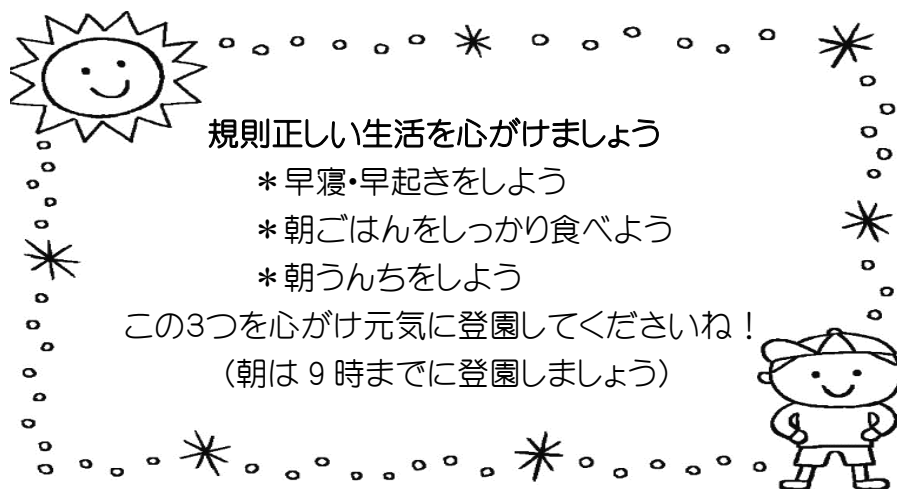 規則正しい生活を心がけましょう
＊早寝・早起きをしよう
＊朝ごはんをしっかり食べよう
＊朝うんちをしよう
この3つを心がけ元気に登園してくださいね！
（朝は9時までに登園しましょう）